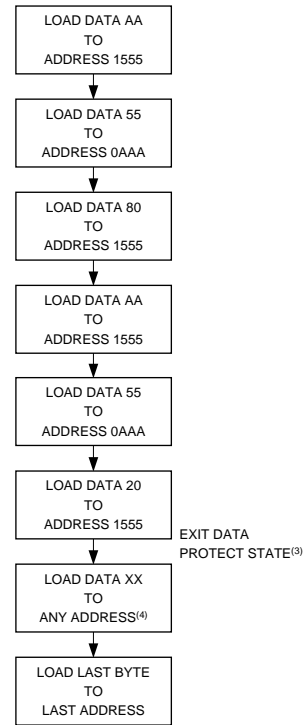 LOAD DATA AA
TO
ADDRESS 1555
LOAD DATA 55
TO
ADDRESS 0AAA
LOAD DATA 80
TO
ADDRESS 1555
LOAD DATA AA
TO
ADDRESS 1555
LOAD DATA 55
TO
ADDRESS 0AAA
LOAD DATA 20
TO
ADDRESS 1555
EXIT DATA
PROTECT STATE(3)
LOAD DATA XX
TO
ANY ADDRESS(4)
LOAD LAST BYTE
TO
LAST ADDRESS